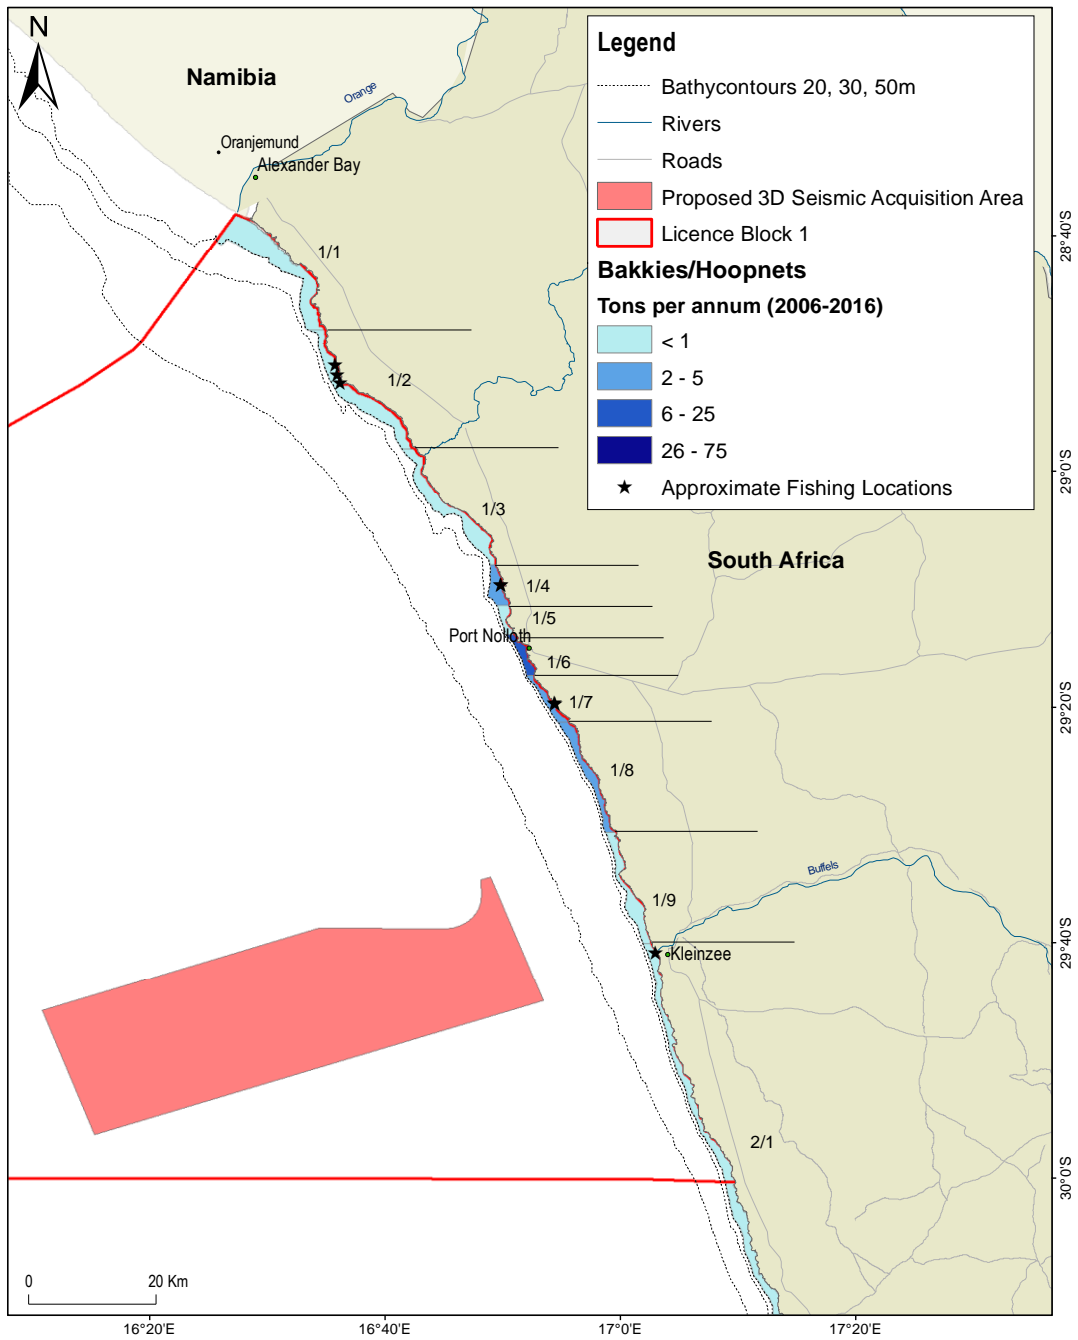 N
Namibia
Orange
Oranjemund
Alexander Bay
Legend
Bathycontours 20, 30, 50m
Rivers
Roads
Proposed 3D Seismic Acquisition Area
Licence Block 1
Bakkies/Hoopnets
Tons per annum (2006-2016)
< 1
2 - 5
6 - 25
26 - 75
Approximate Fishing Locations
1/1
1/2
1/3
South Africa
1/4
1/5
Port Nolloth
1/6
1/7
1/8
Buffels
1/9
Kleinzee
2/1
28°40'S
29°0'S
29°20'S
29°40'S
30°0'S
0 20 Km
16°20'E 16°40'E 17°0'E 17°20'E